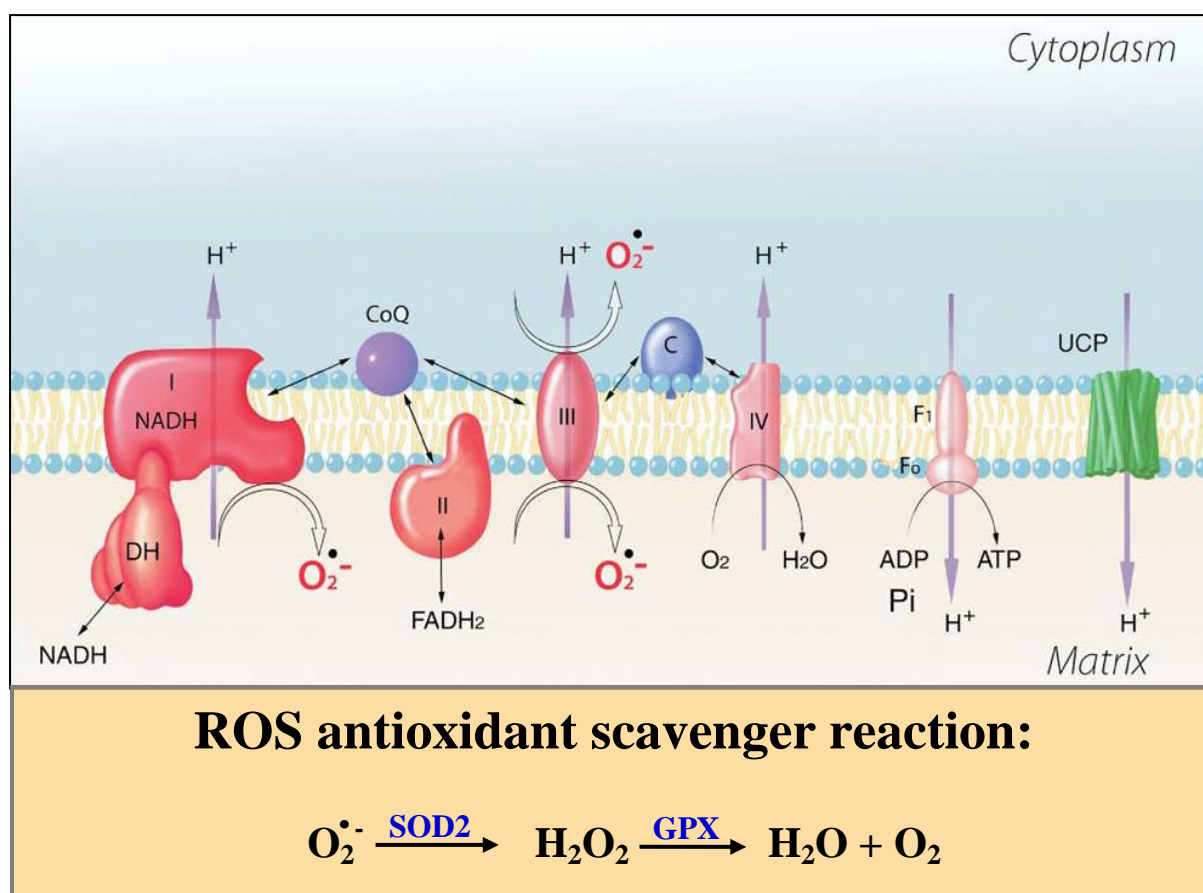 Cytoplasm
H⁺ H⁺ O₂•⁻ H⁺
CoQ C UCP
I
NADH III IV F₁
F₀
II
DH O₂•⁻ O₂•⁻ O₂ H₂O ADP ATP
Pi
FADH₂ H⁺ H⁺
NADH Matrix
ROS antioxidant scavenger reaction:
O₂•- SOD2 H₂O₂ GPX H₂O + O₂